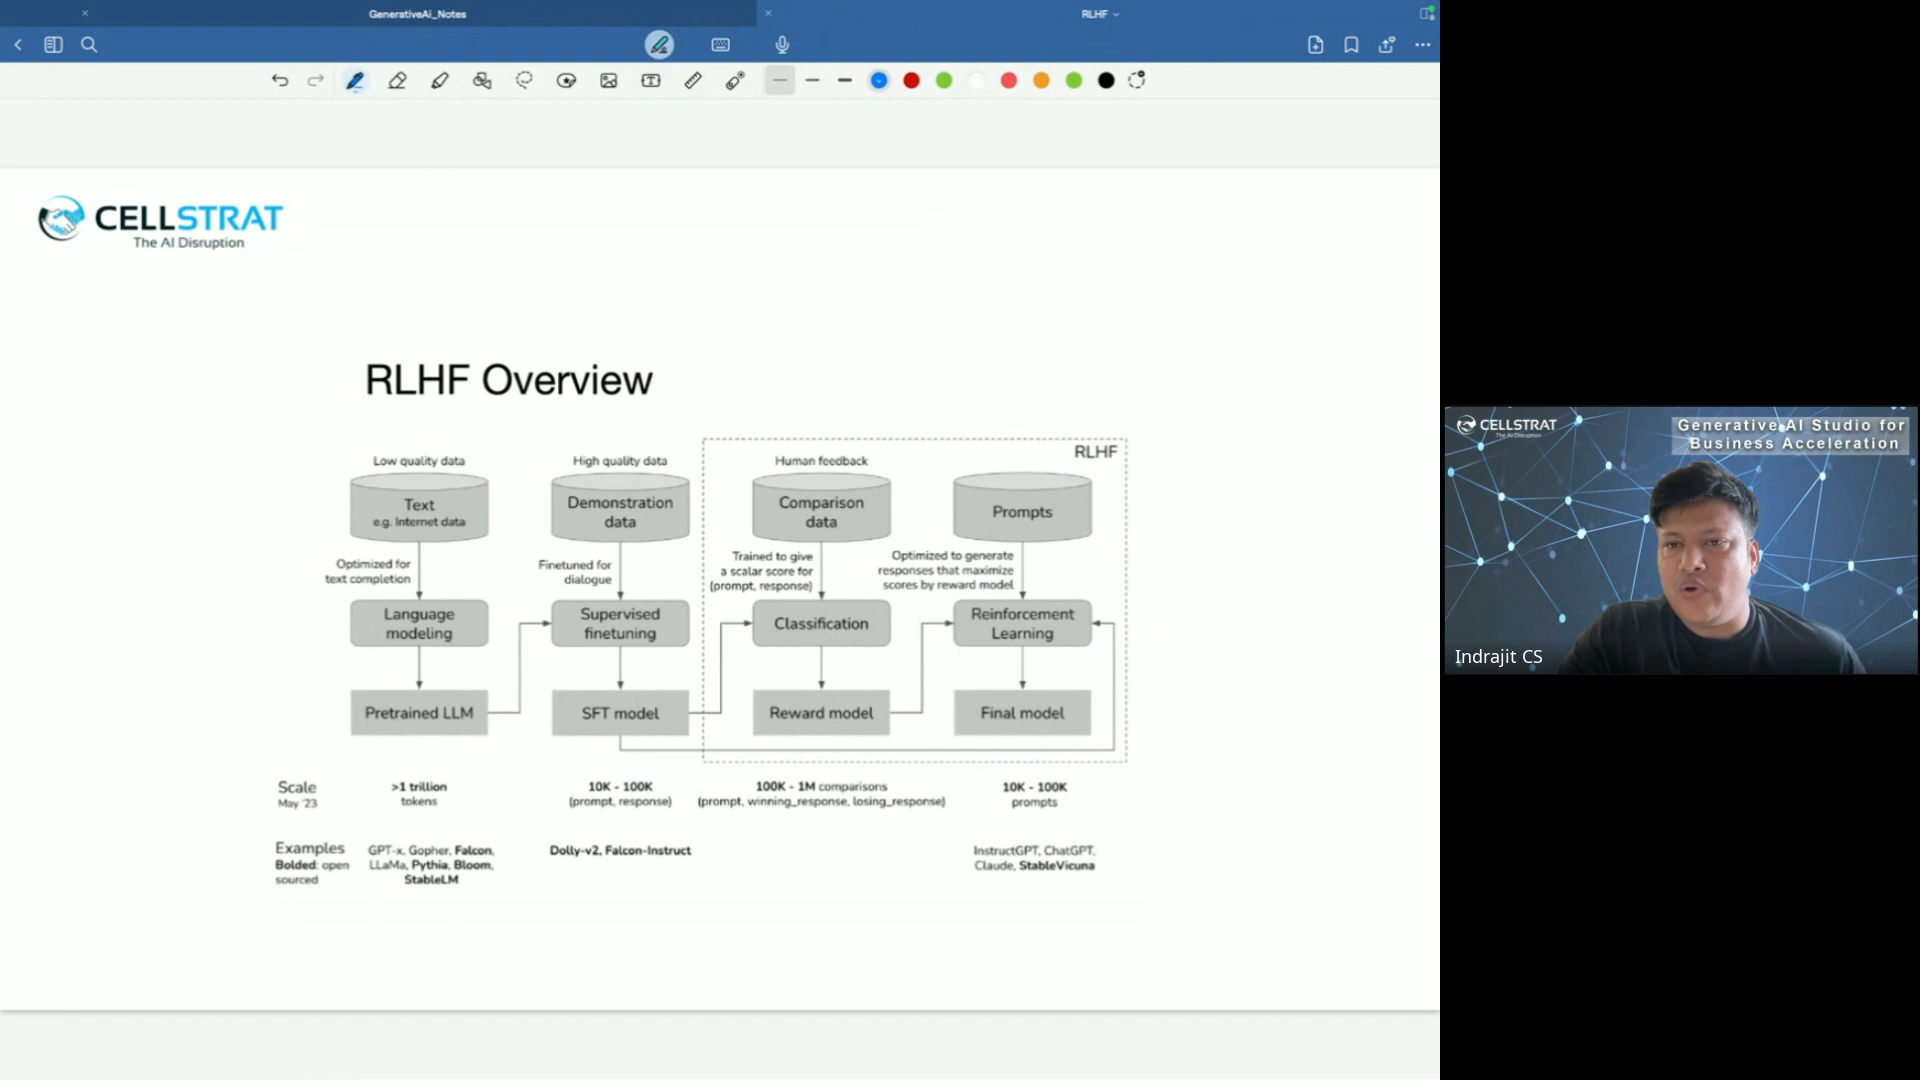 GenerativeAi_Notes
RLHF
CELLSTRAT
The AI Disruption
RLHF Overview
RLHF
Low quality data
High quality data
Human feedback
Text
e.g. Internet data
Demonstration
data
Comparison
data
Prompts
Optimized for
text completion
Finetuned for
dialogue
Trained to give
a scalar score for
(prompt, response)
Optimized to generate
responses that maximize
scores by reward model
Language
modeling
Supervised
finetuning
Classification
Reinforcement
Learning
Pretrained LLM
SFT model
Reward model
Final model
Scale
May '23
>1 trillion
tokens
10K - 100K
(prompt, response)
100K - 1M comparisons
(prompt, winning_response, losing_response)
10K - 100K
prompts
Examples
Bolded: open
sourced
GPT-x, Gopher, Falcon,
LLaMa, Pythia, Bloom,
StableLM
Dolly-v2, Falcon-Instruct
InstructGPT, ChatGPT,
Claude, StableVicuna
CELLSTRAT
The AI Disruption
Generative AI Studio for
Business Acceleration
Indrajit CS